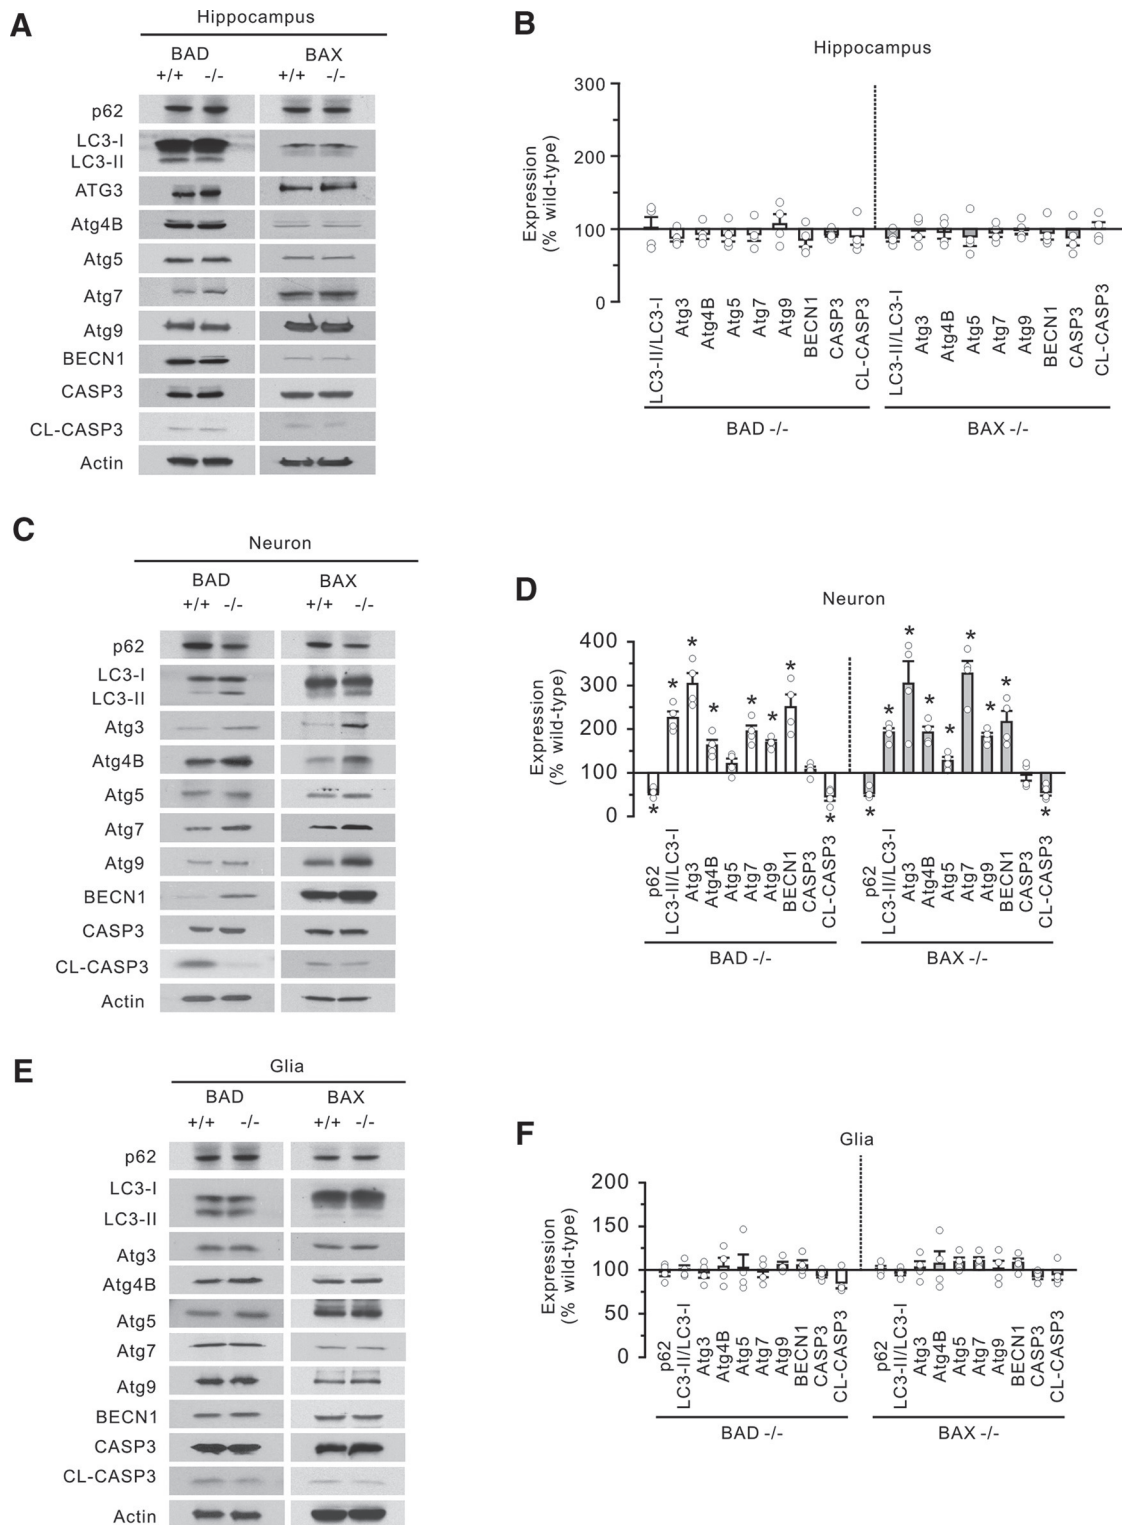 A
Hippocampus
BAD BAX
+/+ -/- +/+ -/-
p62
LC3-I
LC3-II
ATG3
Atg4B
Atg5
Atg7
Atg9
BECN1
CASP3
CL-CASP3
Actin
B
Hippocampus
Expression
(% wild-type)
300
200
100
0
LC3-II/LC3-I
Atg3
Atg4B
Atg5
Atg7
Atg9
BECN1
CASP3
CL-CASP3
LC3-II/LC3-I
Atg3
Atg4B
Atg5
Atg7
Atg9
BECN1
CASP3
CL-CASP3
BAD -/- BAX -/-
C
Neuron
BAD BAX
+/+ -/- +/+ -/-
p62
LC3-I
LC3-II
Atg3
Atg4B
Atg5
Atg7
Atg9
BECN1
CASP3
CL-CASP3
Actin
D
Neuron
Expression
(% wild-type)
400
300
200
100
0
* * * * * * * *
* * * * * * * * *
p62
LC3-II/LC3-I
Atg3
Atg4B
Atg5
Atg7
Atg9
BECN1
CASP3
CL-CASP3
p62
LC3-II/LC3-I
Atg3
Atg4B
Atg5
Atg7
Atg9
BECN1
CASP3
CL-CASP3
BAD -/- BAX -/-
E
Glia
BAD BAX
+/+ -/- +/+ -/-
p62
LC3-I
LC3-II
Atg3
Atg4B
Atg5
Atg7
Atg9
BECN1
CASP3
CL-CASP3
Actin
F
Glia
Expression
(% wild-type)
200
150
100
50
0
p62
LC3-II/LC3-I
Atg3
Atg4B
Atg5
Atg7
Atg9
BECN1
CASP3
CL-CASP3
p62
LC3-II/LC3-I
Atg3
Atg4B
Atg5
Atg7
Atg9
BECN1
CASP3
CL-CASP3
BAD -/- BAX -/-